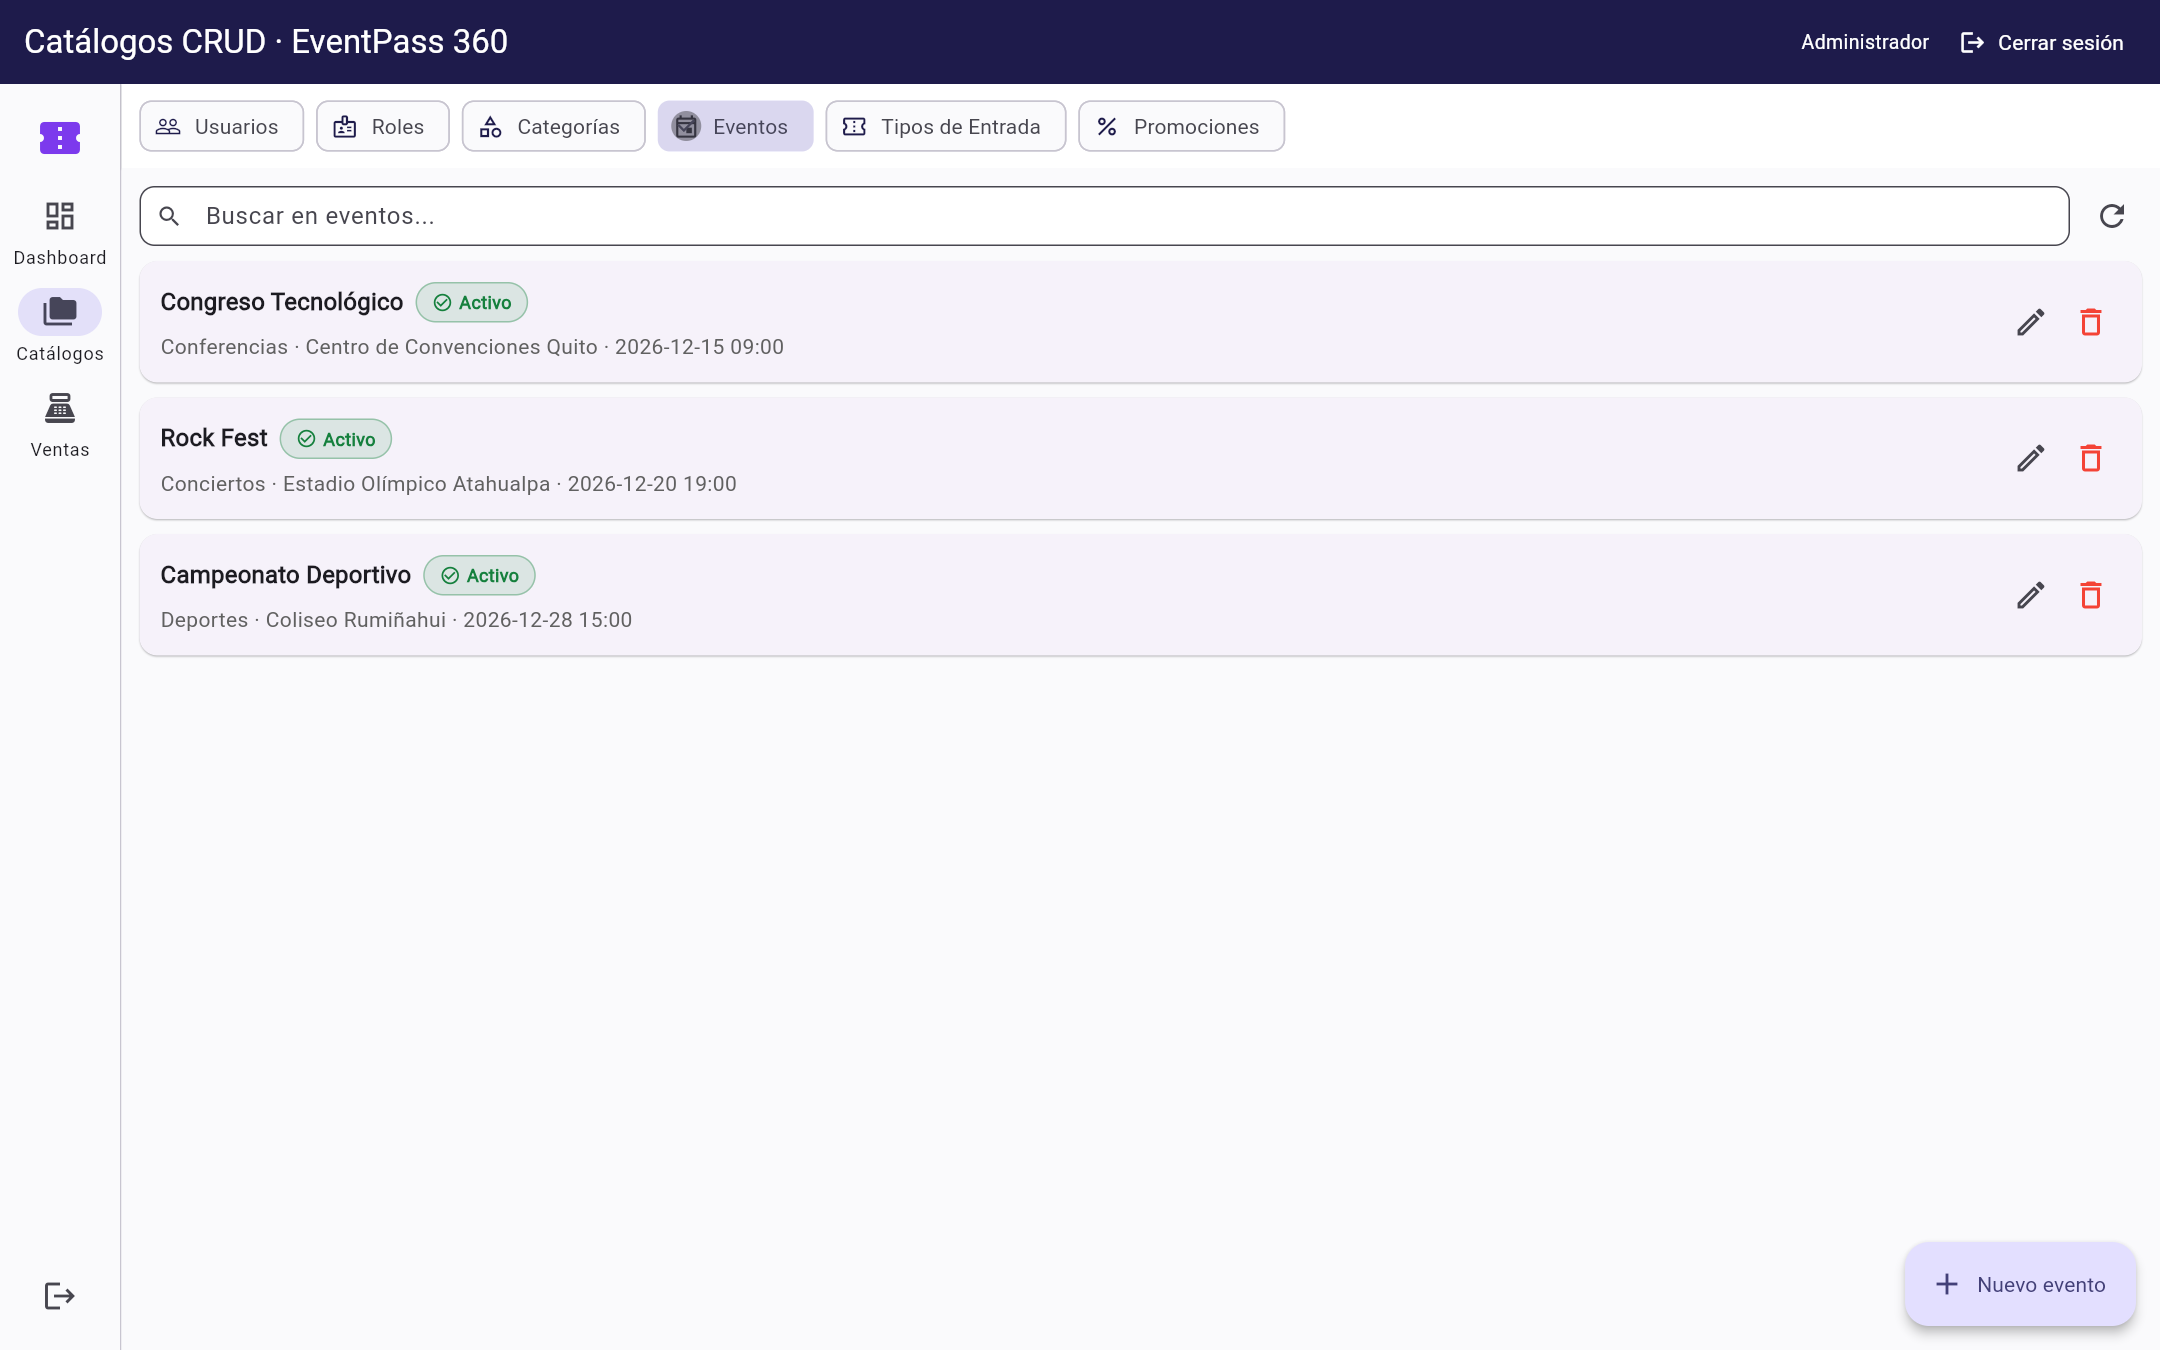 Catálogos CRUD · EventPass 360
Administrador
Cerrar sesión
Dashboard
Catálogos
Ventas
Usuarios
Roles
Categorías
Eventos
Tipos de Entrada
Promociones
Buscar en eventos...
Congreso Tecnológico
Activo
Conferencias · Centro de Convenciones Quito · 2026-12-15 09:00
Rock Fest
Activo
Conciertos · Estadio Olímpico Atahualpa · 2026-12-20 19:00
Campeonato Deportivo
Activo
Deportes · Coliseo Rumiñahui · 2026-12-28 15:00
Nuevo evento